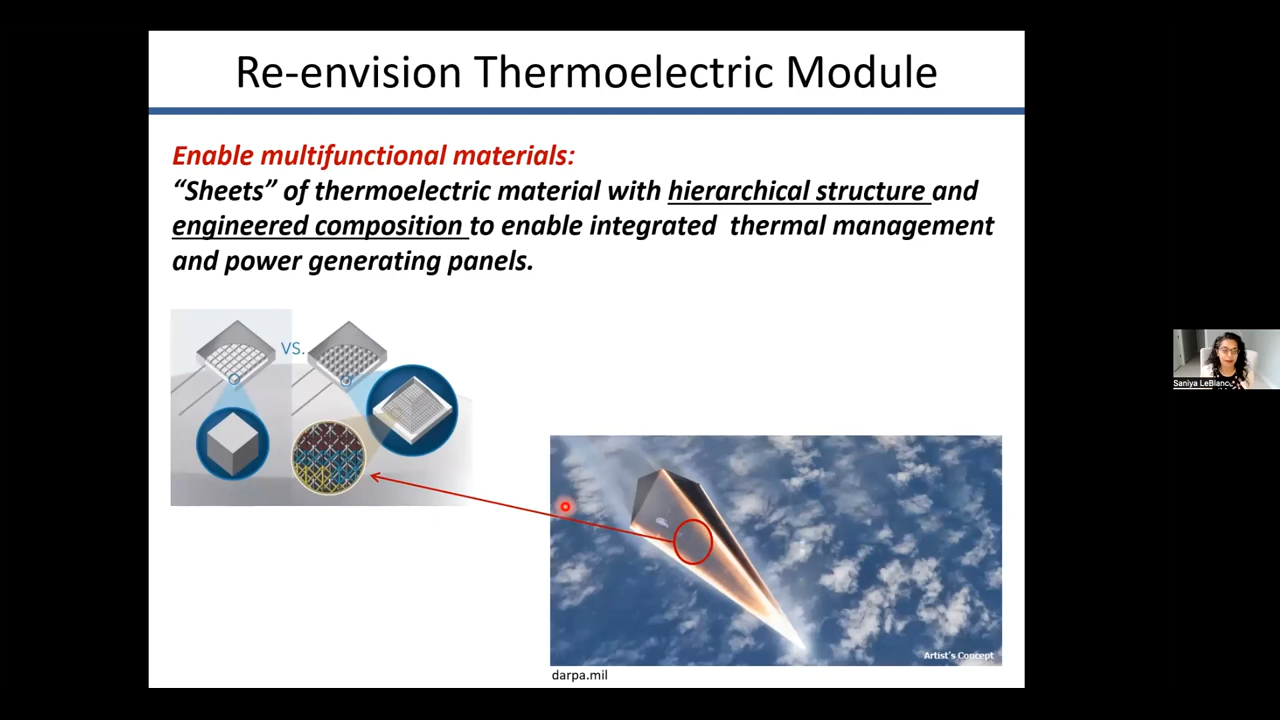 Re-envision Thermoelectric Module
Enable multifunctional materials:
“Sheets” of thermoelectric material with hierarchical structure and
engineered composition to enable integrated thermal management
and power generating panels.
VS.
Saniya LeBlanc
Artist's Concept
darpa.mil